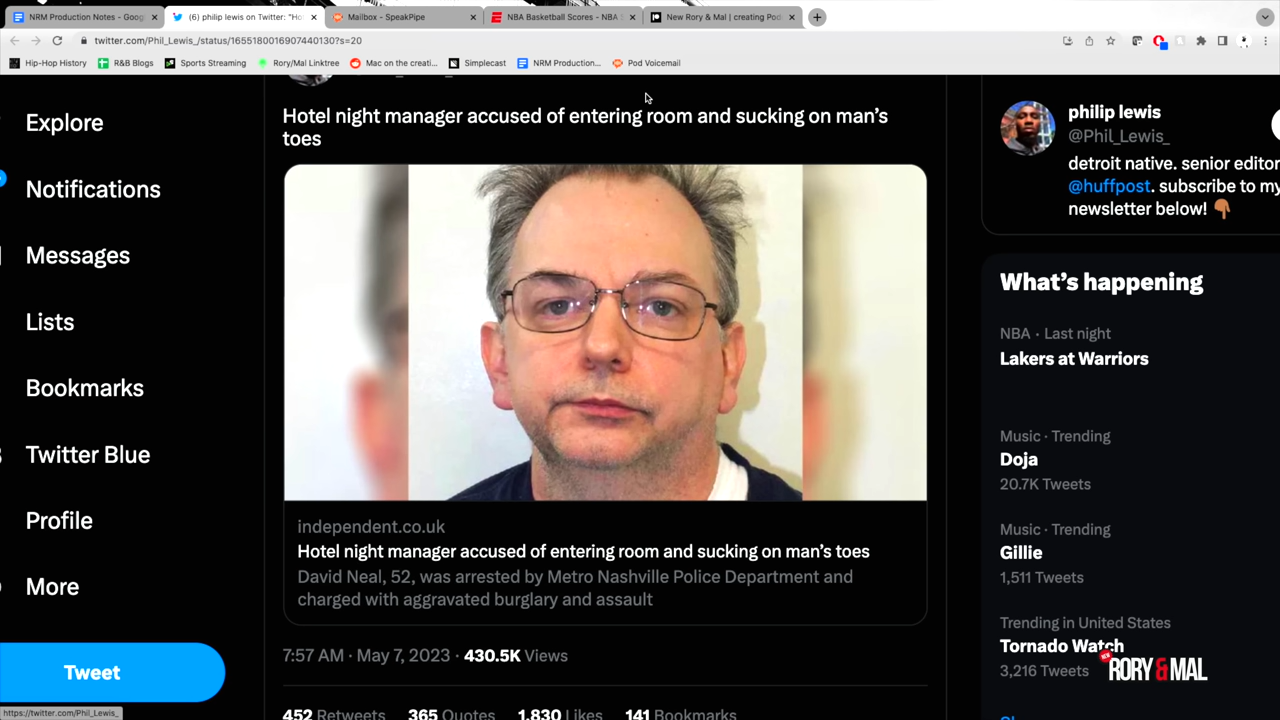 NRM Production Notes - Goog
(6) philip lewis on Twitter: "Ho
Mailbox - SpeakPipe
NBA Basketball Scores - NBA S
New Rory & Mal | creating Pod
twitter.com/Phil_Lewis_/status/1655180016907440130?s=20
Hip-Hop History
R&B Blogs
Sports Streaming
Rory/Mal Linktree
Mac on the creati...
Simplecast
NRM Production...
Pod Voicemail
Explore
Notifications
Messages
Lists
Bookmarks
Twitter Blue
Profile
More
Tweet
https://twitter.com/Phil_Lewis_
Hotel night manager accused of entering room and sucking on man's
toes
independent.co.uk
Hotel night manager accused of entering room and sucking on man's toes
David Neal, 52, was arrested by Metro Nashville Police Department and
charged with aggravated burglary and assault
7:57 AM · May 7, 2023 · 430.5K Views
452 Retweets 365 Quotes 1,830 Likes 141 Bookmarks
philip lewis
@Phil_Lewis_
detroit native. senior editor
@huffpost. subscribe to my
newsletter below!
What's happening
NBA · Last night
Lakers at Warriors
Music · Trending
Doja
20.7K Tweets
Music · Trending
Gillie
1,511 Tweets
Trending in United States
Tornado Watch
3,216 Tweets
NEW
RORY & MAL